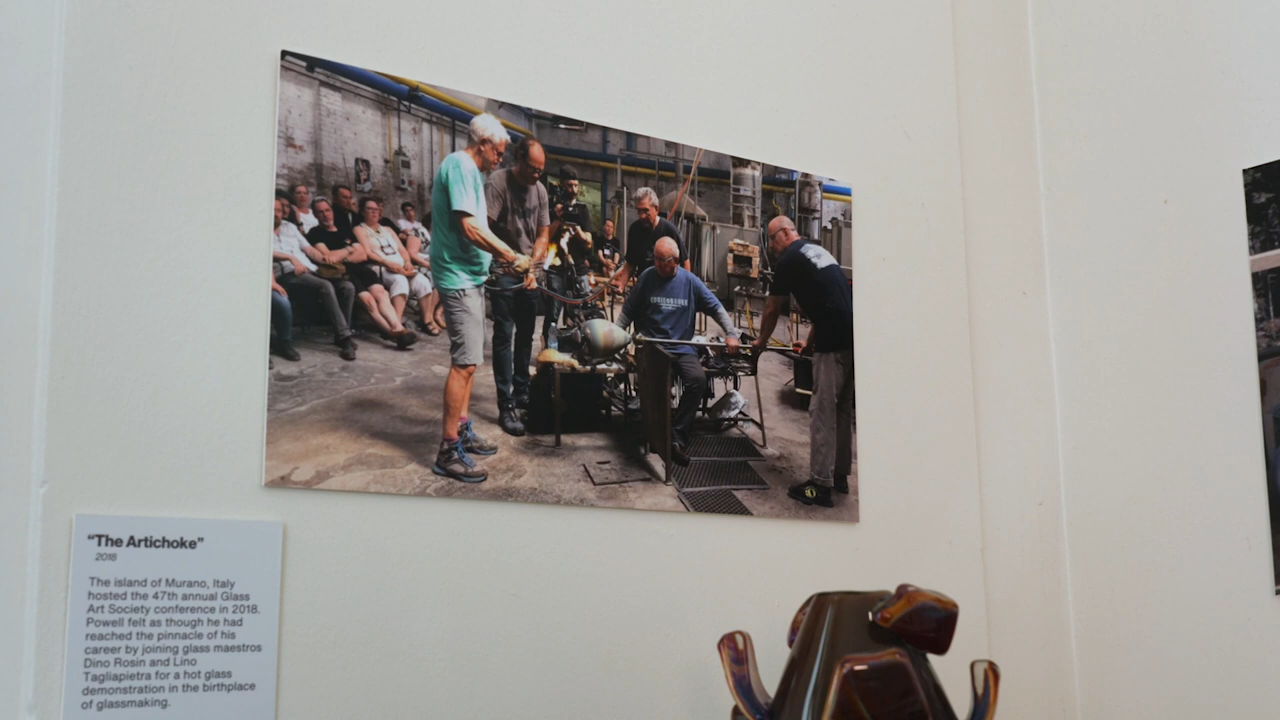 “The Artichoke”
2018
The island of Murano, Italy
hosted the 47th annual Glass
Art Society conference in 2018.
Powell felt as though he had
reached the pinnacle of his
career by joining glass maestros
Dino Rosin and Lino
Tagliapietra for a hot glass
demonstration in the birthplace
of glassmaking.